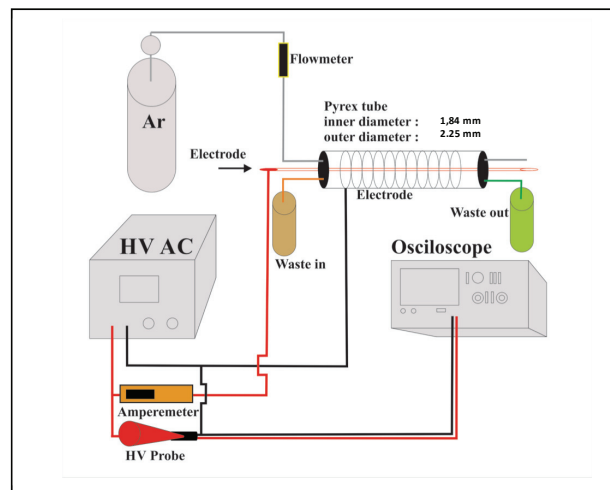 Flowmeter
Ar
Pyrex tube
inner diameter : 1,84 mm
outer diameter : 2.25 mm
Electrode
Electrode
Waste in
Waste out
HV AC
Osciloscope
Amperemeter
HV Probe